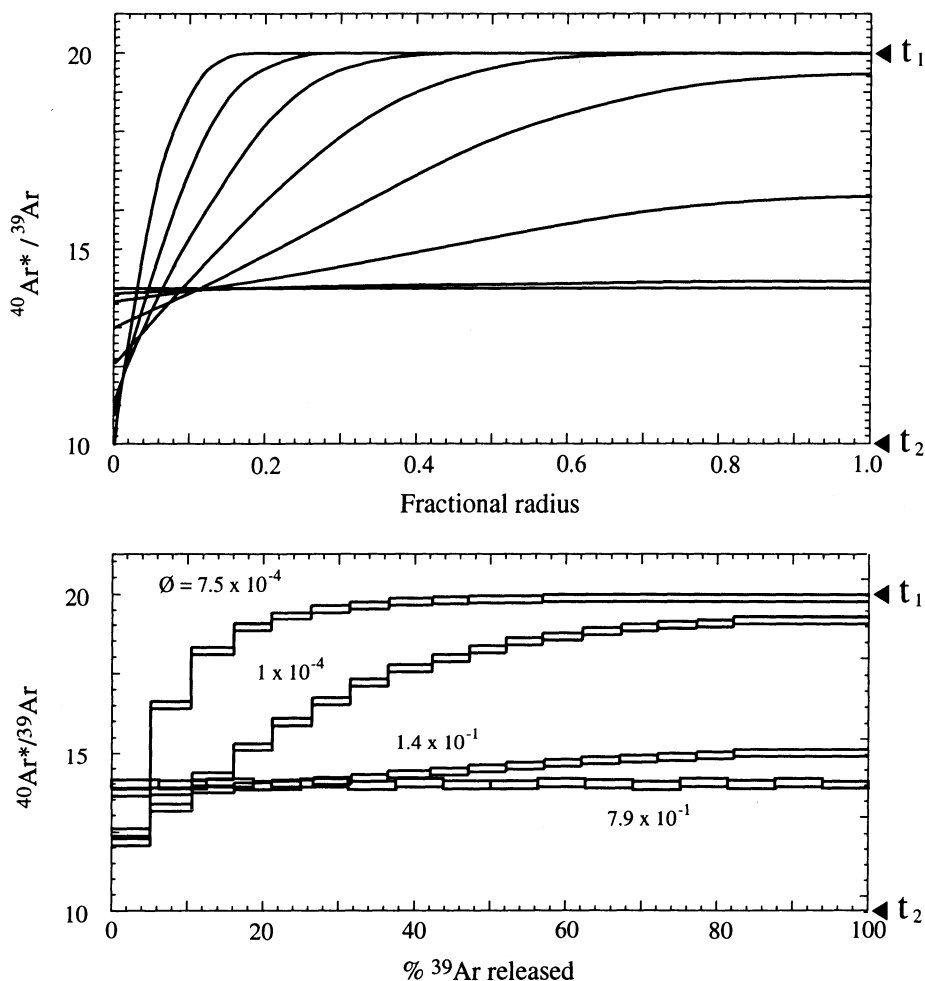 20
15
10
⁴⁰Ar* / ³⁹Ar
t₁
t₂
0 0.2 0.4 0.6 0.8 1.0
Fractional radius
Ø = 7.5 x 10⁻⁴
1 x 10⁻⁴
1.4 x 10⁻¹
7.9 x 10⁻¹
20
15
10
⁴⁰Ar*/³⁹Ar
t₁
t₂
0 20 40 60 80 100
% ³⁹Ar released